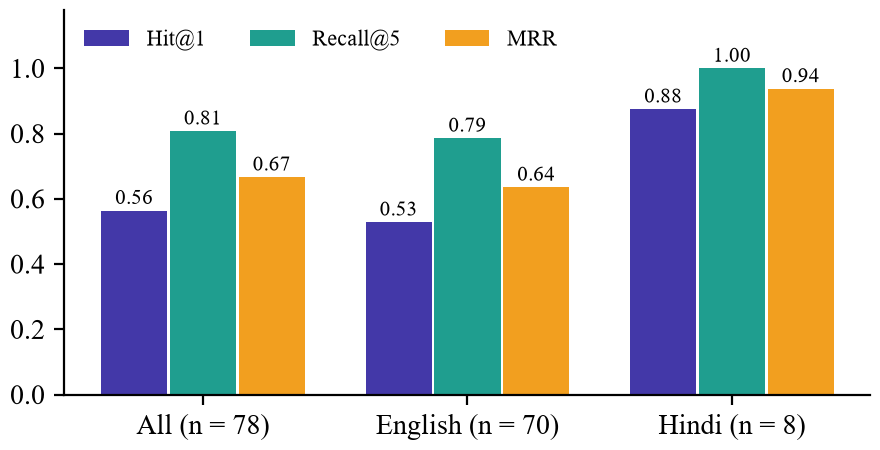 Hit@1 Recall@5 MRR
1.0
0.8
0.6
0.4
0.2
0.0
0.56 0.81 0.67
0.53 0.79 0.64
0.88 1.00 0.94
All (n = 78) English (n = 70) Hindi (n = 8)